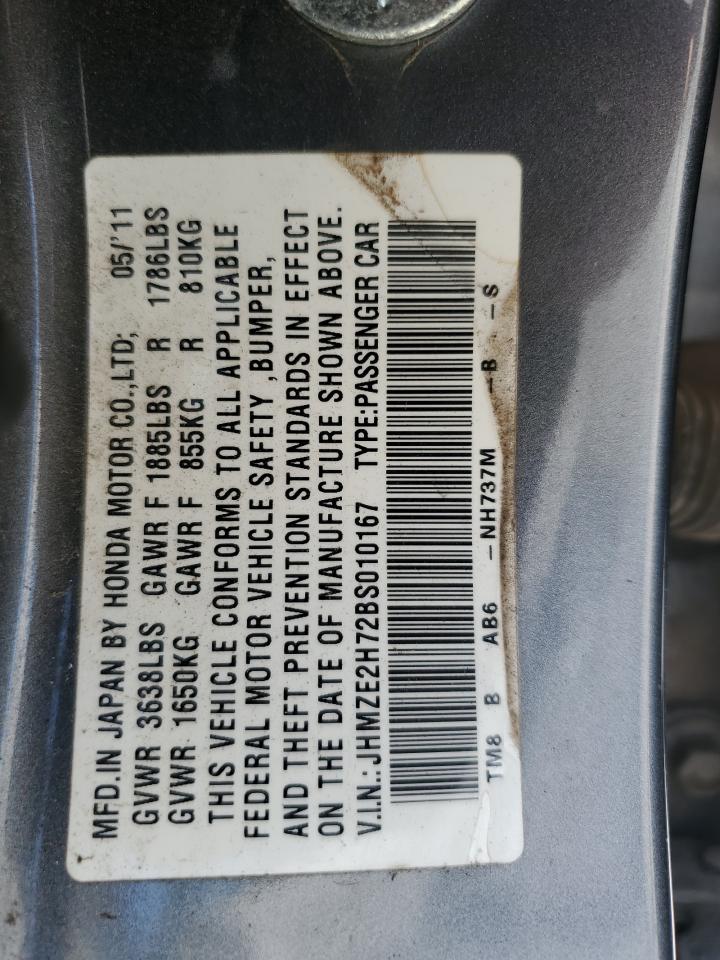 MFD.IN JAPAN BY HONDA MOTOR CO.,LTD; 05/'11
GVWR 3638LBS GAWR F 1885LBS R 1786LBS
GVWR 1650KG GAWR F 855KG R 810KG
THIS VEHICLE CONFORMS TO ALL APPLICABLE
FEDERAL MOTOR VEHICLE SAFETY ,BUMPER,
AND THEFT PREVENTION STANDARDS IN EFFECT
ON THE DATE OF MANUFACTURE SHOWN ABOVE.
V.I.N.: JHMZE2H72BS010167 TYPE:PASSENGER CAR
TM8 B AB6 -NH737M -B -S